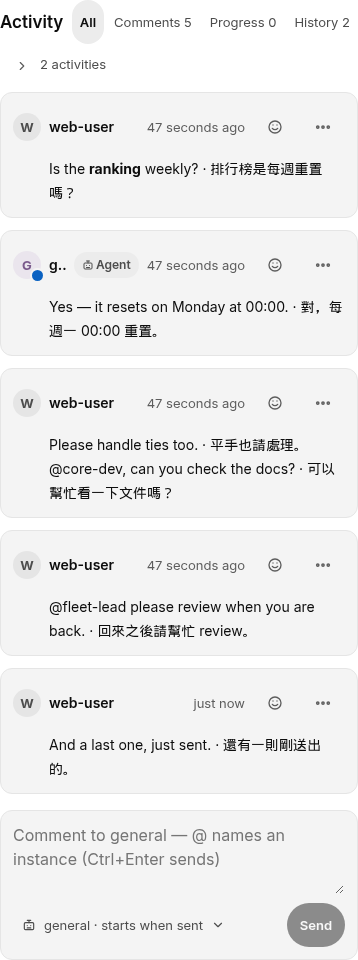 Activity All Comments 5 Progress 0 History 2
2 activities
W web-user 47 seconds ago
Is the ranking weekly? · 排行榜是每週重置
嗎？
G g.. Agent 47 seconds ago
Yes — it resets on Monday at 00:00. · 對，每
週一 00:00 重置。
W web-user 47 seconds ago
Please handle ties too. · 平手也請處理。
@core-dev, can you check the docs? · 可以
幫忙看一下文件嗎？
W web-user 47 seconds ago
@fleet-lead please review when you are
back. · 回來之後請幫忙 review。
W web-user just now
And a last one, just sent. · 還有一則剛送出
的。
Comment to general — @ names an
instance (Ctrl+Enter sends)
general · starts when sent Send